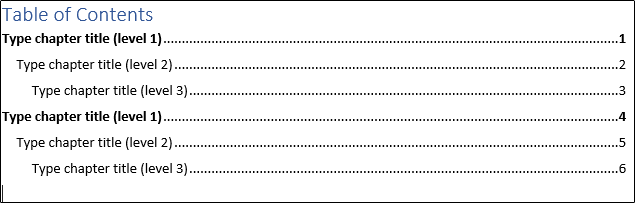 Table of Contents
Type chapter title (level 1)........................................................................................................................1
Type chapter title (level 2).....................................................................................................................2
Type chapter title (level 3).................................................................................................................3
Type chapter title (level 1)........................................................................................................................4
Type chapter title (level 2).....................................................................................................................5
Type chapter title (level 3).................................................................................................................6